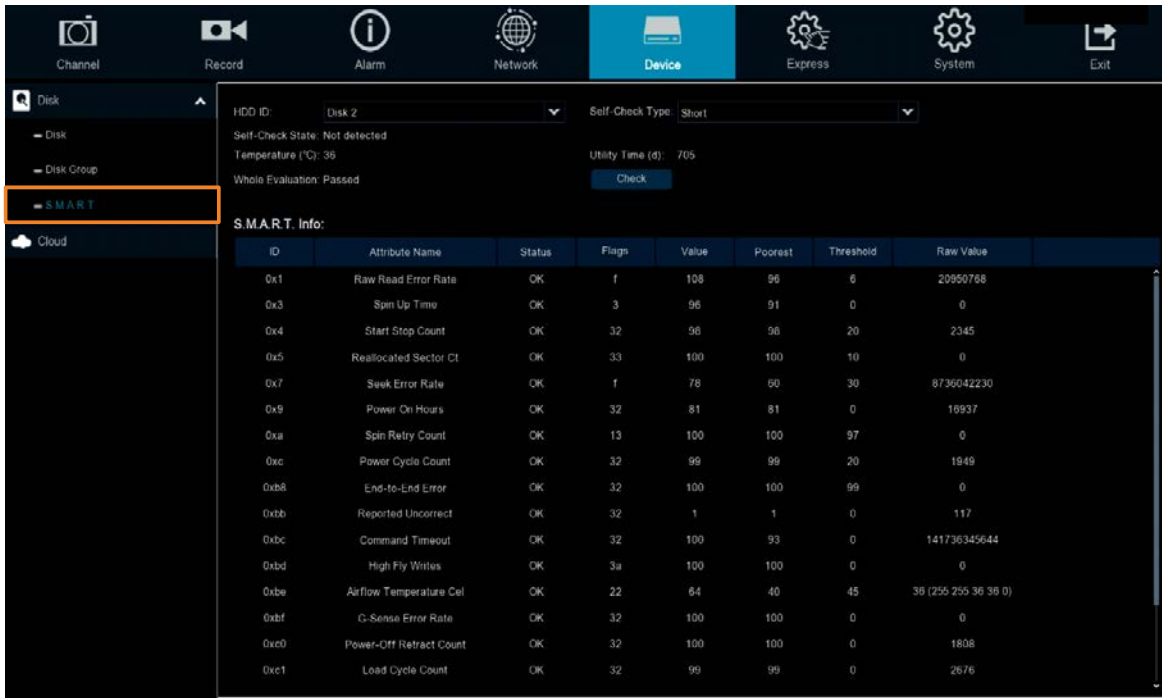 Channel Record Alarm Network Device Express System Exit
Disk
Disk
Disk Group
S.M.A.R.T
Cloud
HDD ID: Disk 2 Self-Check Type: Short
Self-Check State: Not detected
Temperature (°C): 36 Utility Time (d): 705
Whole Evaluation: Passed Check
S.M.A.R.T. Info:
ID Attribute Name Status Flags Value Poorest Threshold Raw Value
0x1 Raw Read Error Rate OK f 108 96 6 20950768
0x3 Spin Up Time OK 3 96 91 0 0
0x4 Start Stop Count OK 32 98 98 20 2345
0x5 Reallocated Sector Ct OK 33 100 100 10 0
0x7 Seek Error Rate OK f 78 60 30 8736042230
0x9 Power On Hours OK 32 81 81 0 16937
0xa Spin Retry Count OK 13 100 100 97 0
0xc Power Cycle Count OK 32 99 99 20 1949
0xb8 End-to-End Error OK 32 100 100 99 0
0xbb Reported Uncorrect OK 32 1 1 0 117
0xbc Command Timeout OK 32 100 93 0 141736345644
0xbd High Fly Writes OK 3a 100 100 0 0
0xbe Airflow Temperature Cel OK 22 64 40 45 36 (255 255 36 36 0)
0xbf G-Sense Error Rate OK 32 100 100 0 0
0xc0 Power-Off Retract Count OK 32 100 100 0 1808
0xc1 Load Cycle Count OK 32 99 99 0 2676